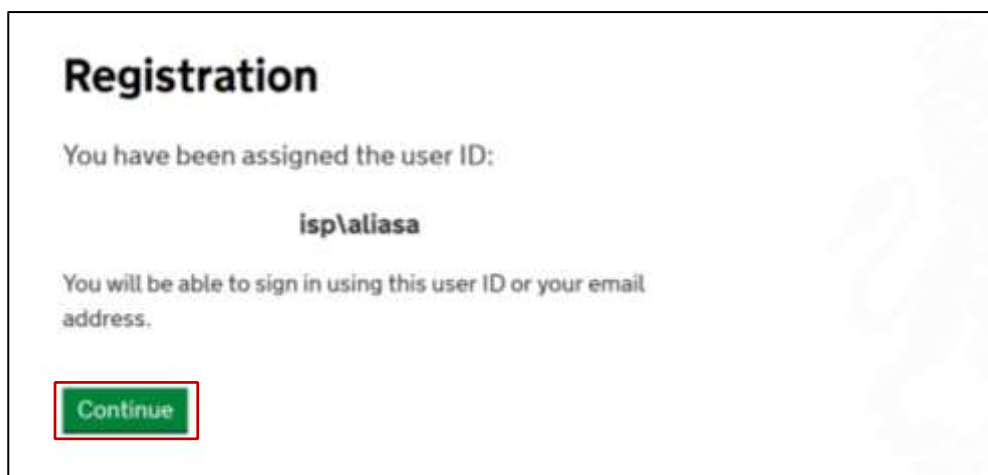 Registration
You have been assigned the user ID:
isp\aliasa
You will be able to sign in using this user ID or your email
address.
Continue